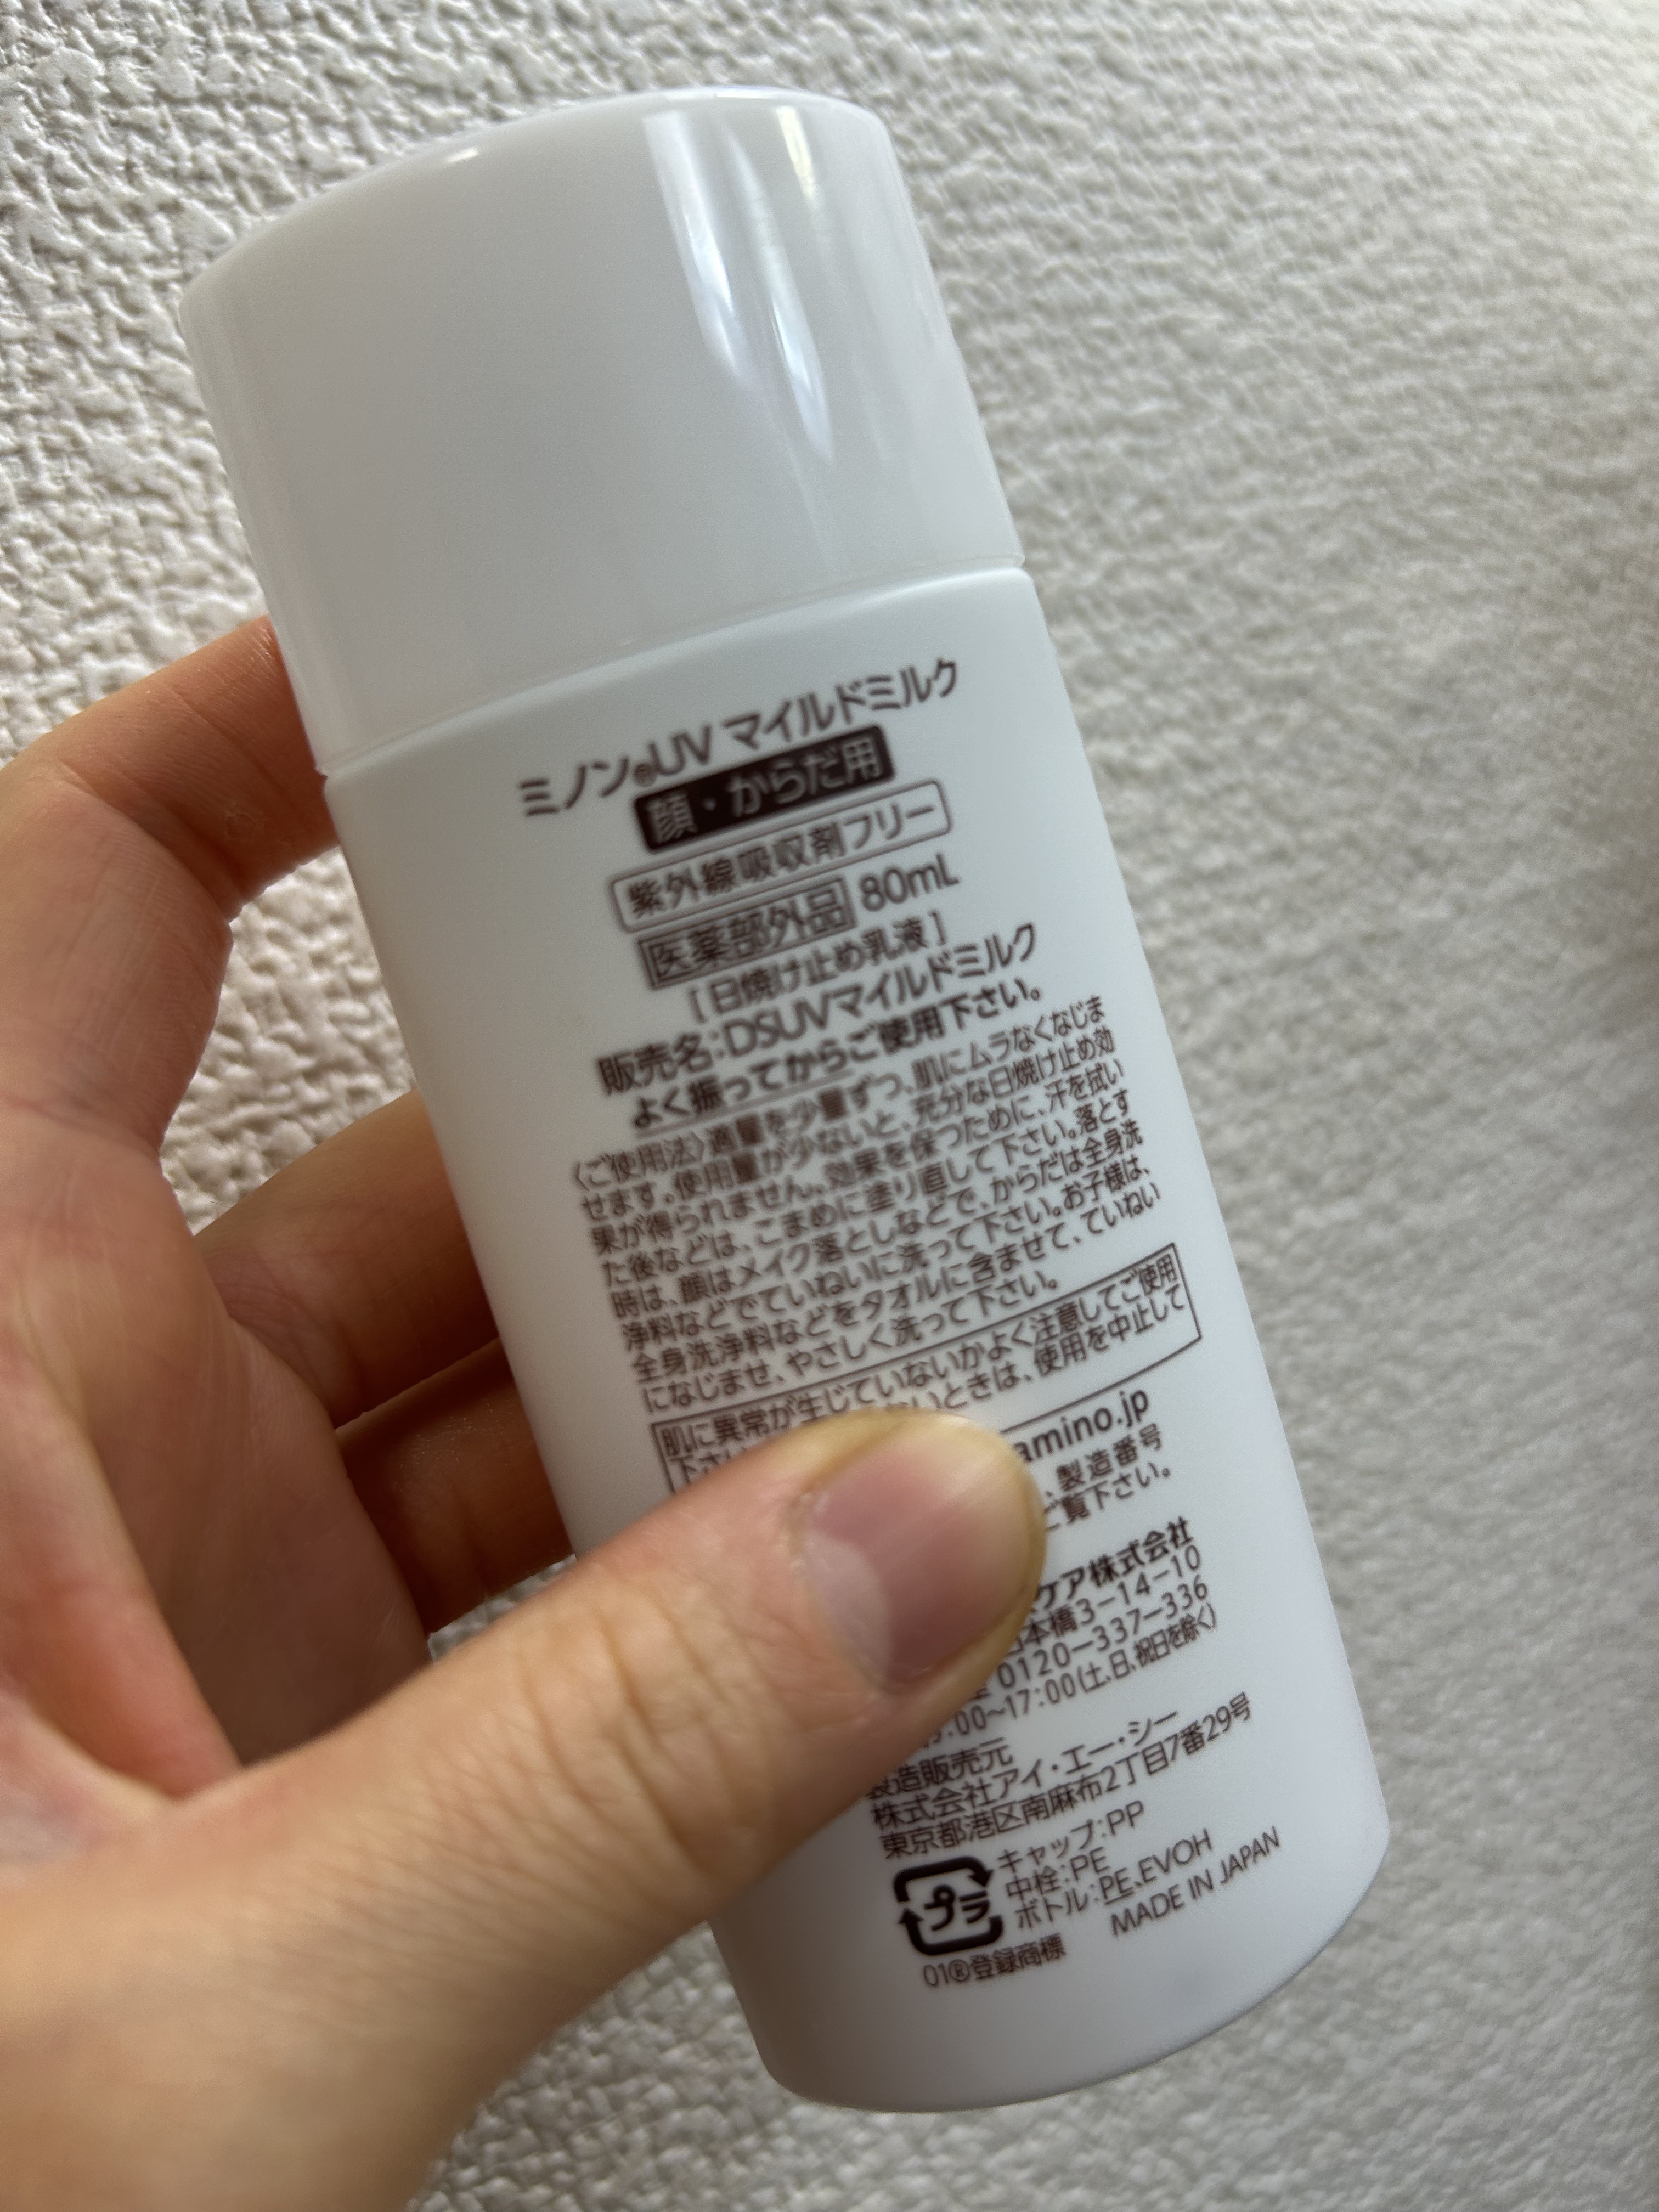 ミノン®UV マイルドミルク
顔・からだ用
紫外線吸収剤フリー
医薬部外品 80mL
[日焼け止め乳液]
販売名:DSUVマイルドミルク
よく振ってからご使用下さい。
〈ご使用法〉適量を少量ずつ、肌にムラなくなじま
せます。使用量が少ないと、充分な日焼け止め効
果が得られません。効果を保つために、汗を拭い
た後などは、こまめに塗り直して下さい。落とす
時は、顔はメイク落としなどで、からだは全身洗
浄料などでていねいに洗って下さい。お子様は、
全身洗浄料などをタオルに含ませて、ていねい
になじませ、やさしく洗って下さい。
肌に異常が生じていないかよく注意してご使用
下さい ないときは、使用を中止して
amino.jp
、製造番号
ご覧下さい。
ケア株式会社
本橋3-14-10
0120-337-336
:00~17:00(土、日、祝日を除く)
製造販売元
株式会社アイ・エー・シー
東京都港区南麻布2丁目7番29号
プラ
キャップ:PP
中栓:PE
ボトル:PE、EVOH
MADE IN JAPAN
01®登録商標